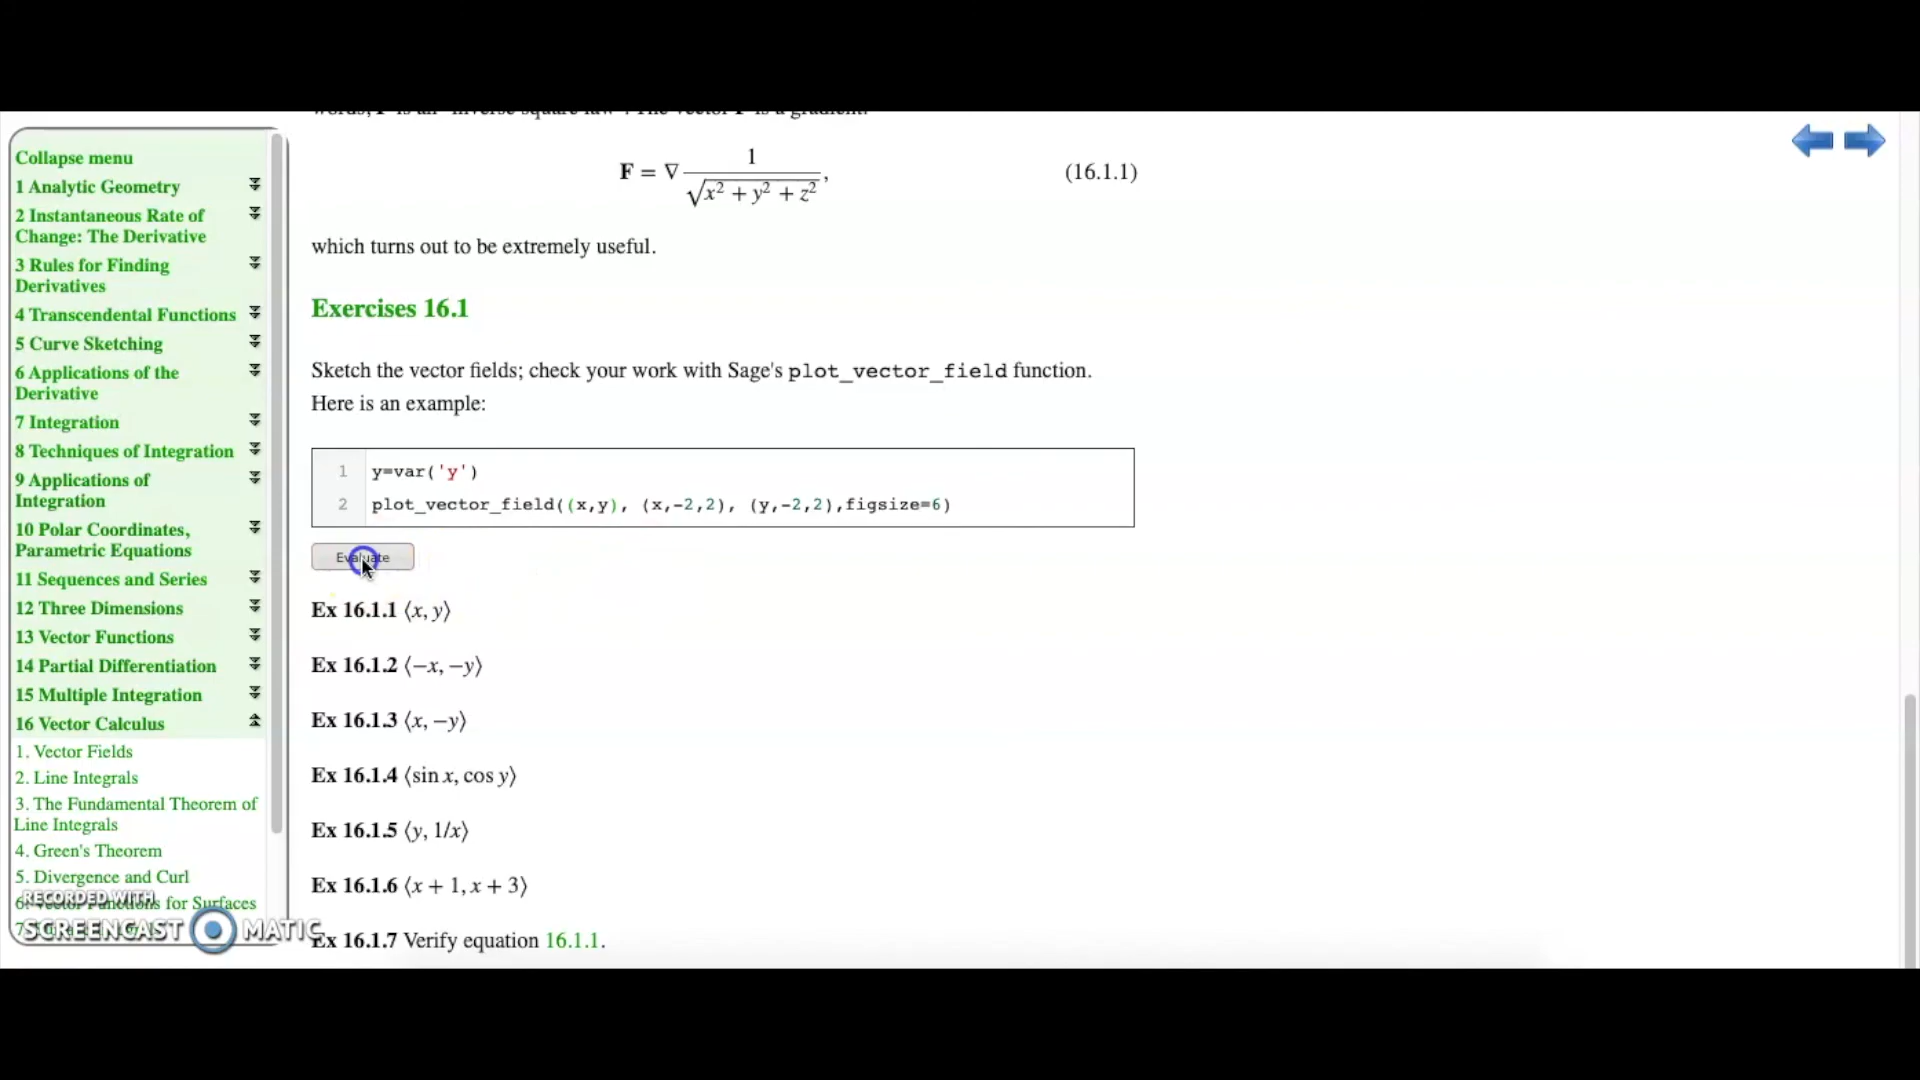 Collapse menu
1 Analytic Geometry
2 Instantaneous Rate of
Change: The Derivative
3 Rules for Finding
Derivatives
4 Transcendental Functions
5 Curve Sketching
6 Applications of the
Derivative
7 Integration
8 Techniques of Integration
9 Applications of
Integration
10 Polar Coordinates,
Parametric Equations
11 Sequences and Series
12 Three Dimensions
13 Vector Functions
14 Partial Differentiation
15 Multiple Integration
16 Vector Calculus
1. Vector Fields
2. Line Integrals
3. The Fundamental Theorem of
Line Integrals
4. Green's Theorem
5. Divergence and Curl
6. Vector Functions for Surfaces
RECORDED WITH
SCREENCAST MATIC
F = ∇ 1/√(x² + y² + z²), (16.1.1)
which turns out to be extremely useful.
Exercises 16.1
Sketch the vector fields; check your work with Sage's plot_vector_field function.
Here is an example:
1 y=var('y')
2 plot_vector_field((x,y), (x,-2,2), (y,-2,2),figsize=6)
Evaluate
Ex 16.1.1 ⟨x, y⟩
Ex 16.1.2 ⟨−x, −y⟩
Ex 16.1.3 ⟨x, −y⟩
Ex 16.1.4 ⟨sin x, cos y⟩
Ex 16.1.5 ⟨y, 1/x⟩
Ex 16.1.6 ⟨x + 1, x + 3⟩
Ex 16.1.7 Verify equation 16.1.1.